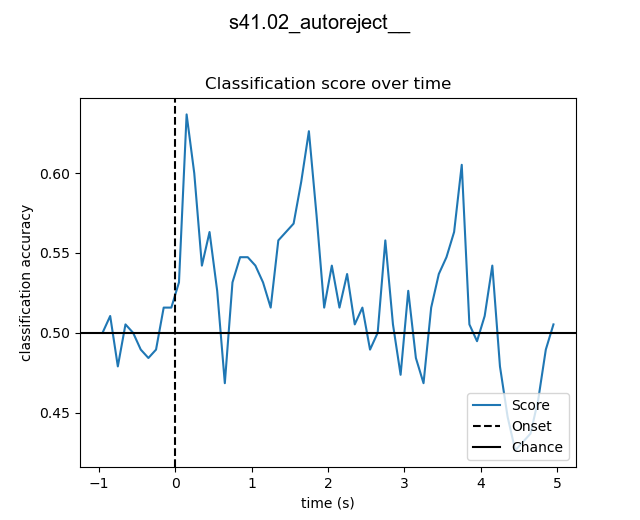 s41.02_autoreject__
Classification score over time
classification accuracy
0.60
0.55
0.50
0.45
−1
0
1
2
3
4
5
time (s)
Score
Onset
Chance